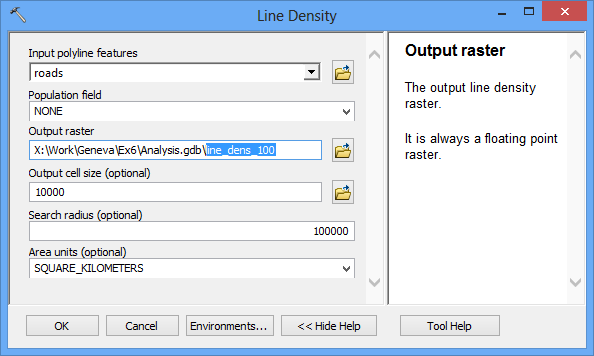 Line Density
Input polyline features
roads
Population field
NONE
Output raster
X:\Work\Geneva\Ex6\Analysis.gdb\line_dens_100
Output cell size (optional)
10000
Search radius (optional)
100000
Area units (optional)
SQUARE_KILOMETERS
Output raster
The output line density
raster.
It is always a floating point
raster.
OK
Cancel
Environments...
<< Hide Help
Tool Help